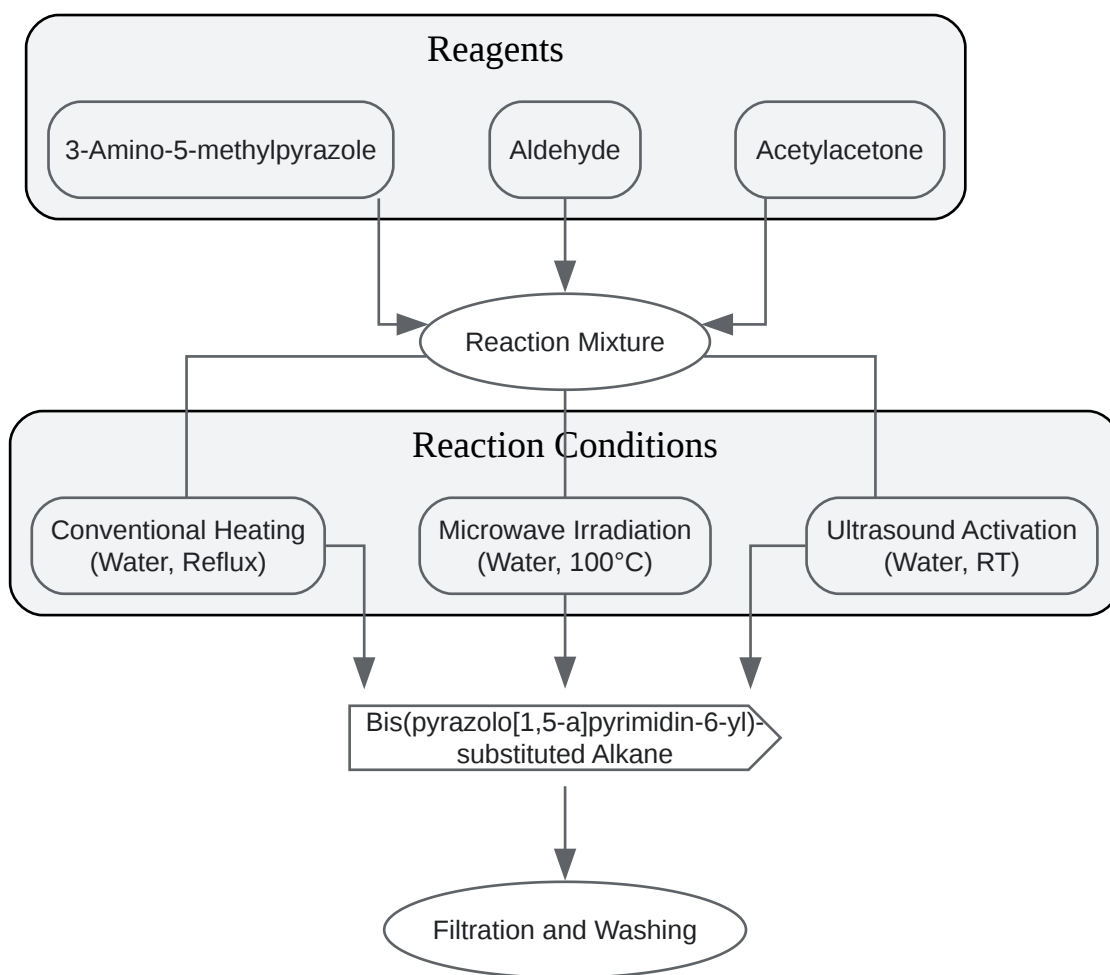 Reagents
3-Amino-5-methylpyrazole
Aldehyde
Acetylacetone
Reaction Mixture
Reaction Conditions
Conventional Heating
(Water, Reflux)
Microwave Irradiation
(Water, 100°C)
Ultrasound Activation
(Water, RT)
Bis(pyrazolo[1,5-a]pyrimidin-6-yl)-
substituted Alkane
Filtration and Washing